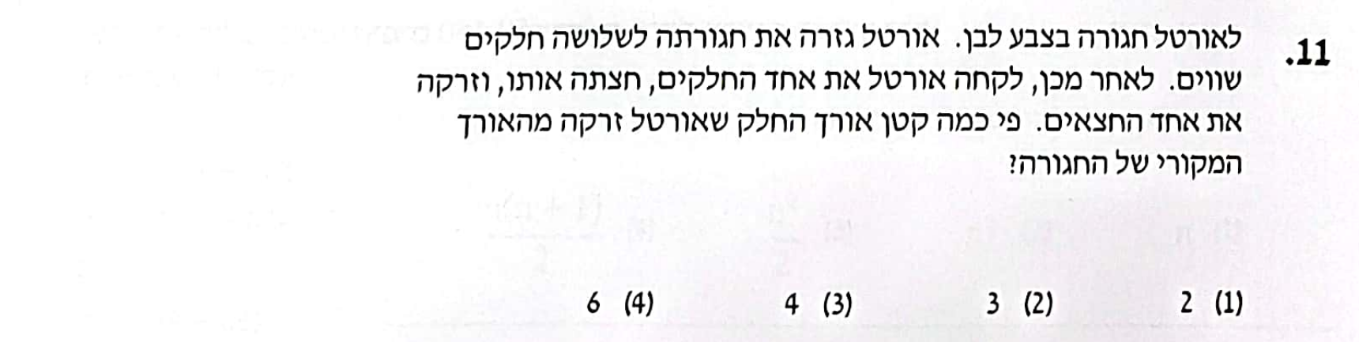 11. לאורטל חגורה בצבע לבן. אורטל גזרה את חגורתה לשלושה חלקים
שווים. לאחר מכן, לקחה אורטל את אחד החלקים, חצתה אותו, וזרקה
את אחד החצאים. פי כמה קטן אורך החלק שאורטל זרקה מהאורך
המקורי של החגורה?
(1) 2 (2) 3 (3) 4 (4) 6